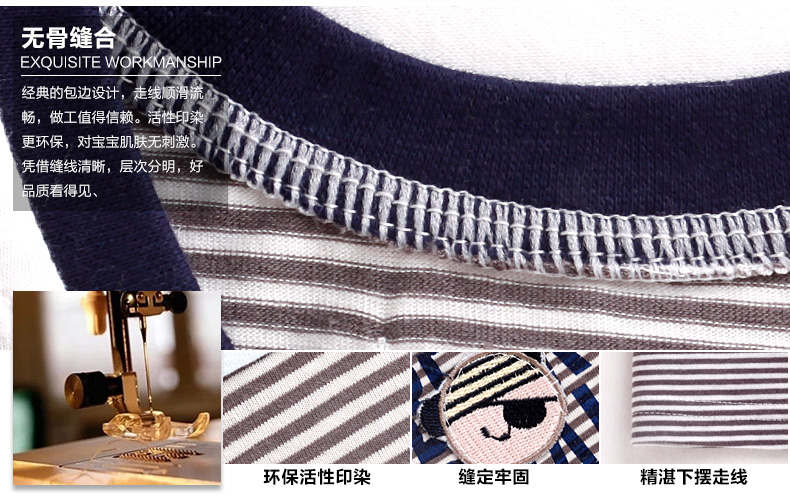 无骨缝合
EXQUISITE WORKMANSHIP
经典的包边设计，走线顺滑流
畅，做工值得信赖。活性印染
更环保，对宝宝肌肤无刺激。
凭借缝线清晰，层次分明，好
品质看得见、
环保活性印染
缝定牢固
精湛下摆走线